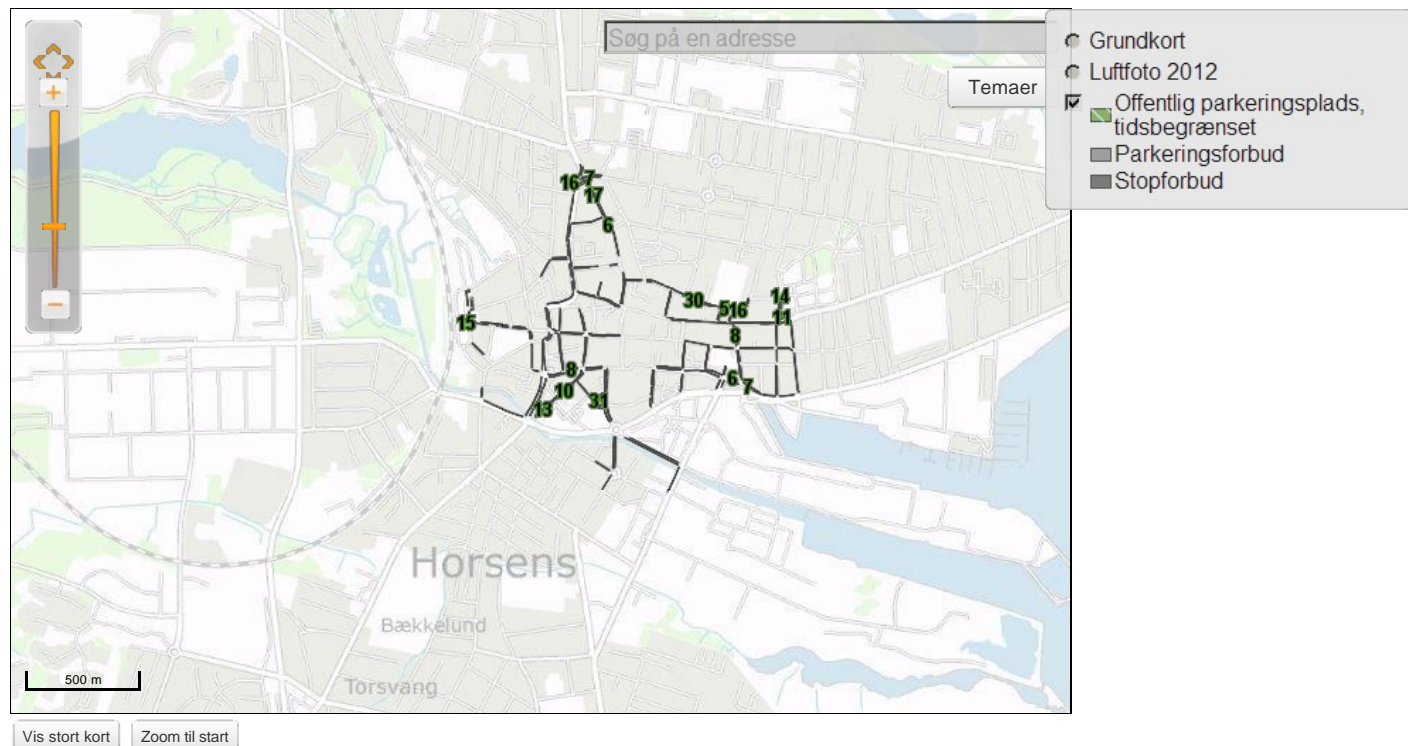 Søg på en adresse
Temaer
Grundkort
Luftfoto 2012
Offentlig parkeringsplads,
tidsbegrænset
Parkeringsforbud
Stopforbud
16 7
17
6
30 5 16
14
11
15
8
8
10
13
31
6
7
Horsens
Bækkelund
Torsvang
500 m
Vis stort kort
Zoom til start